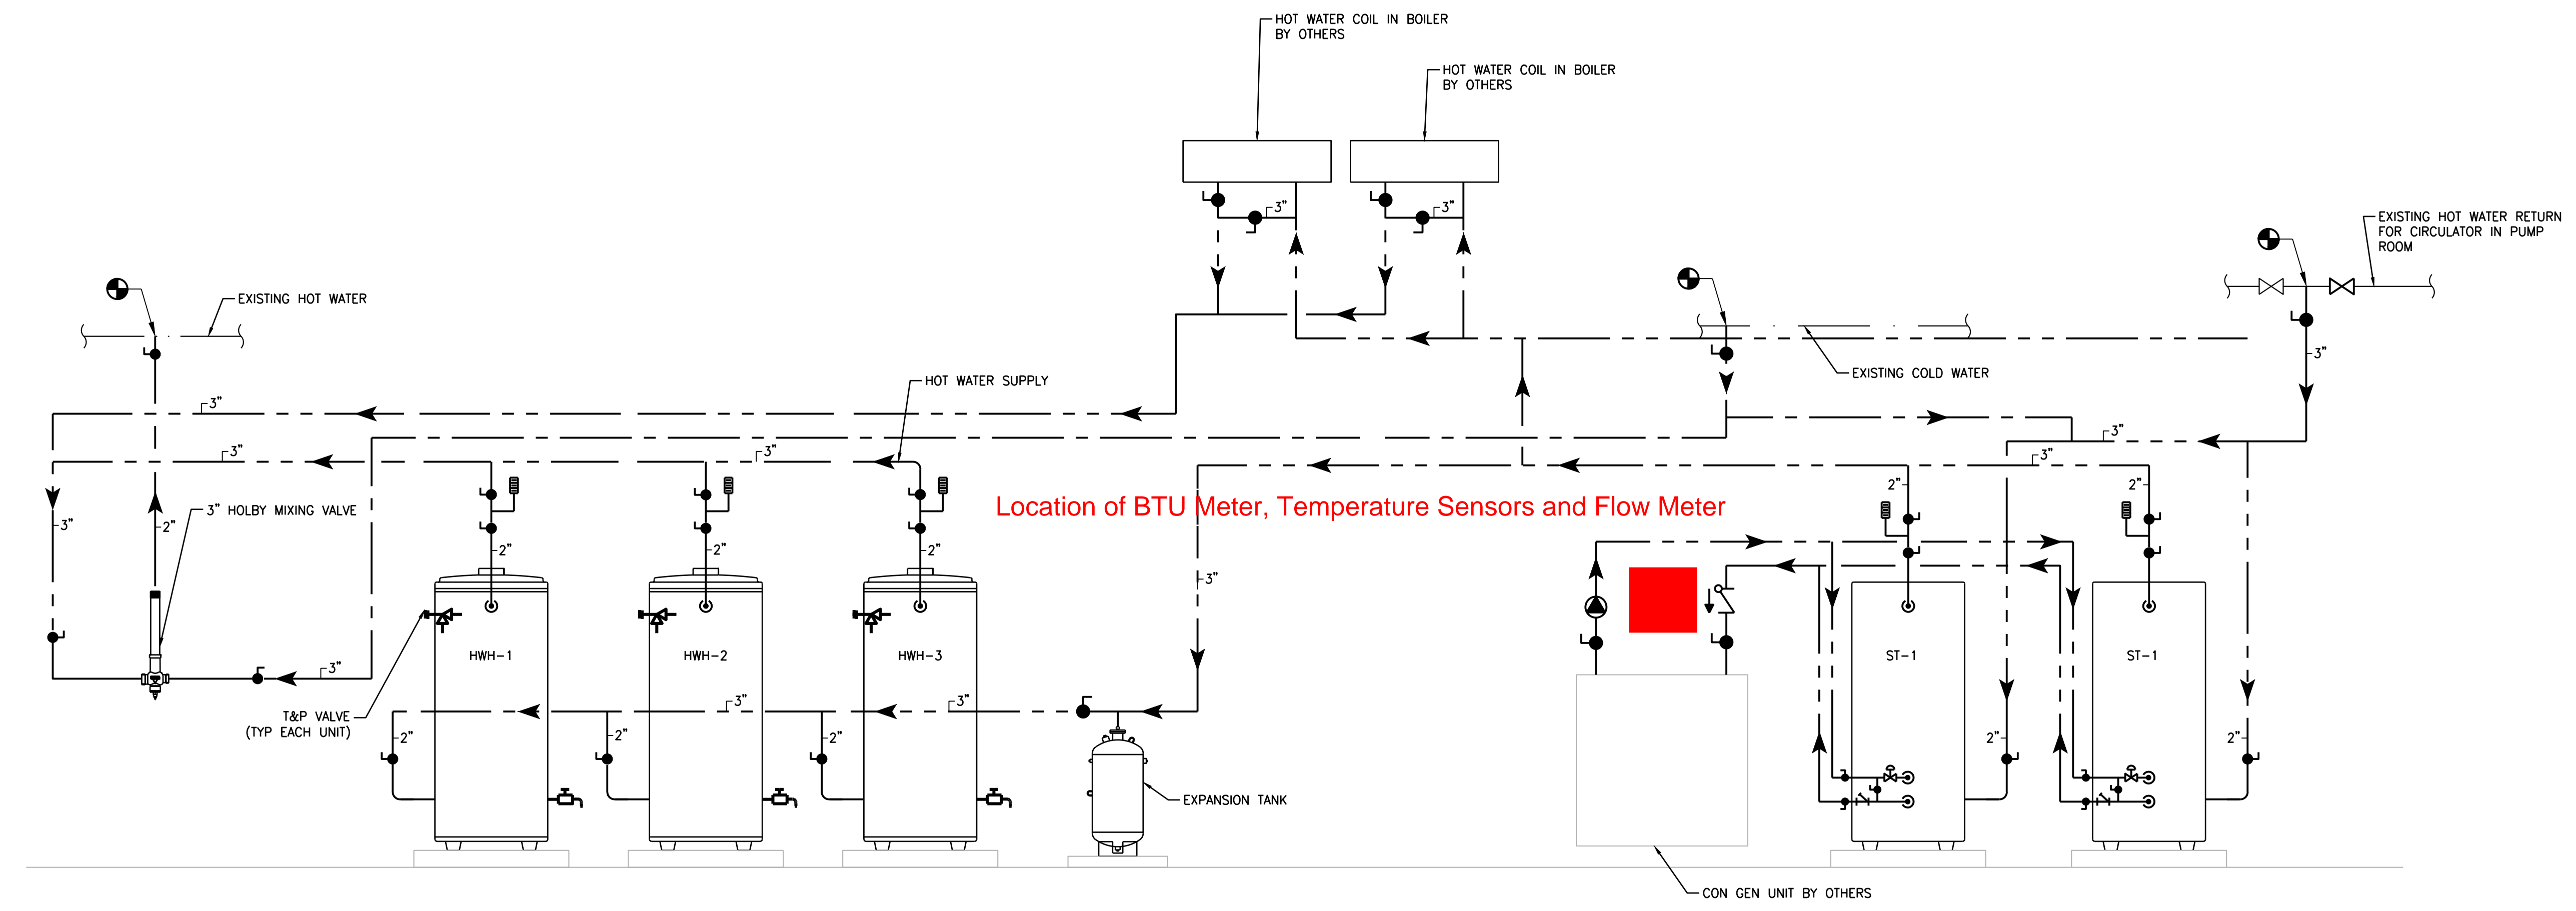 HOT WATER COIL IN BOILER
BY OTHERS
HOT WATER COIL IN BOILER
BY OTHERS
3"
3"
EXISTING HOT WATER RETURN
FOR CIRCULATOR IN PUMP
ROOM
EXISTING HOT WATER
3"
EXISTING COLD WATER
HOT WATER SUPPLY
3"
3"
3"
3"
3"
2"
2"
Location of BTU Meter, Temperature Sensors and Flow Meter
3" HOLBY MIXING VALVE
3"
2"
2"
2"
2"
3"
HWH-1
HWH-2
HWH-3
ST-1
ST-1
3"
3"
3"
T&P VALVE
(TYP EACH UNIT)
2"
2"
2"
2"
2"
EXPANSION TANK
CON GEN UNIT BY OTHERS